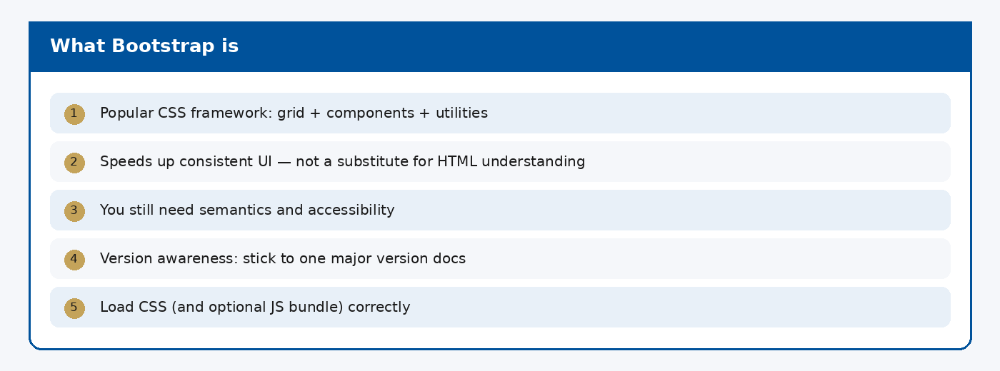 What Bootstrap is
1 Popular CSS framework: grid + components + utilities
2 Speeds up consistent UI — not a substitute for HTML understanding
3 You still need semantics and accessibility
4 Version awareness: stick to one major version docs
5 Load CSS (and optional JS bundle) correctly